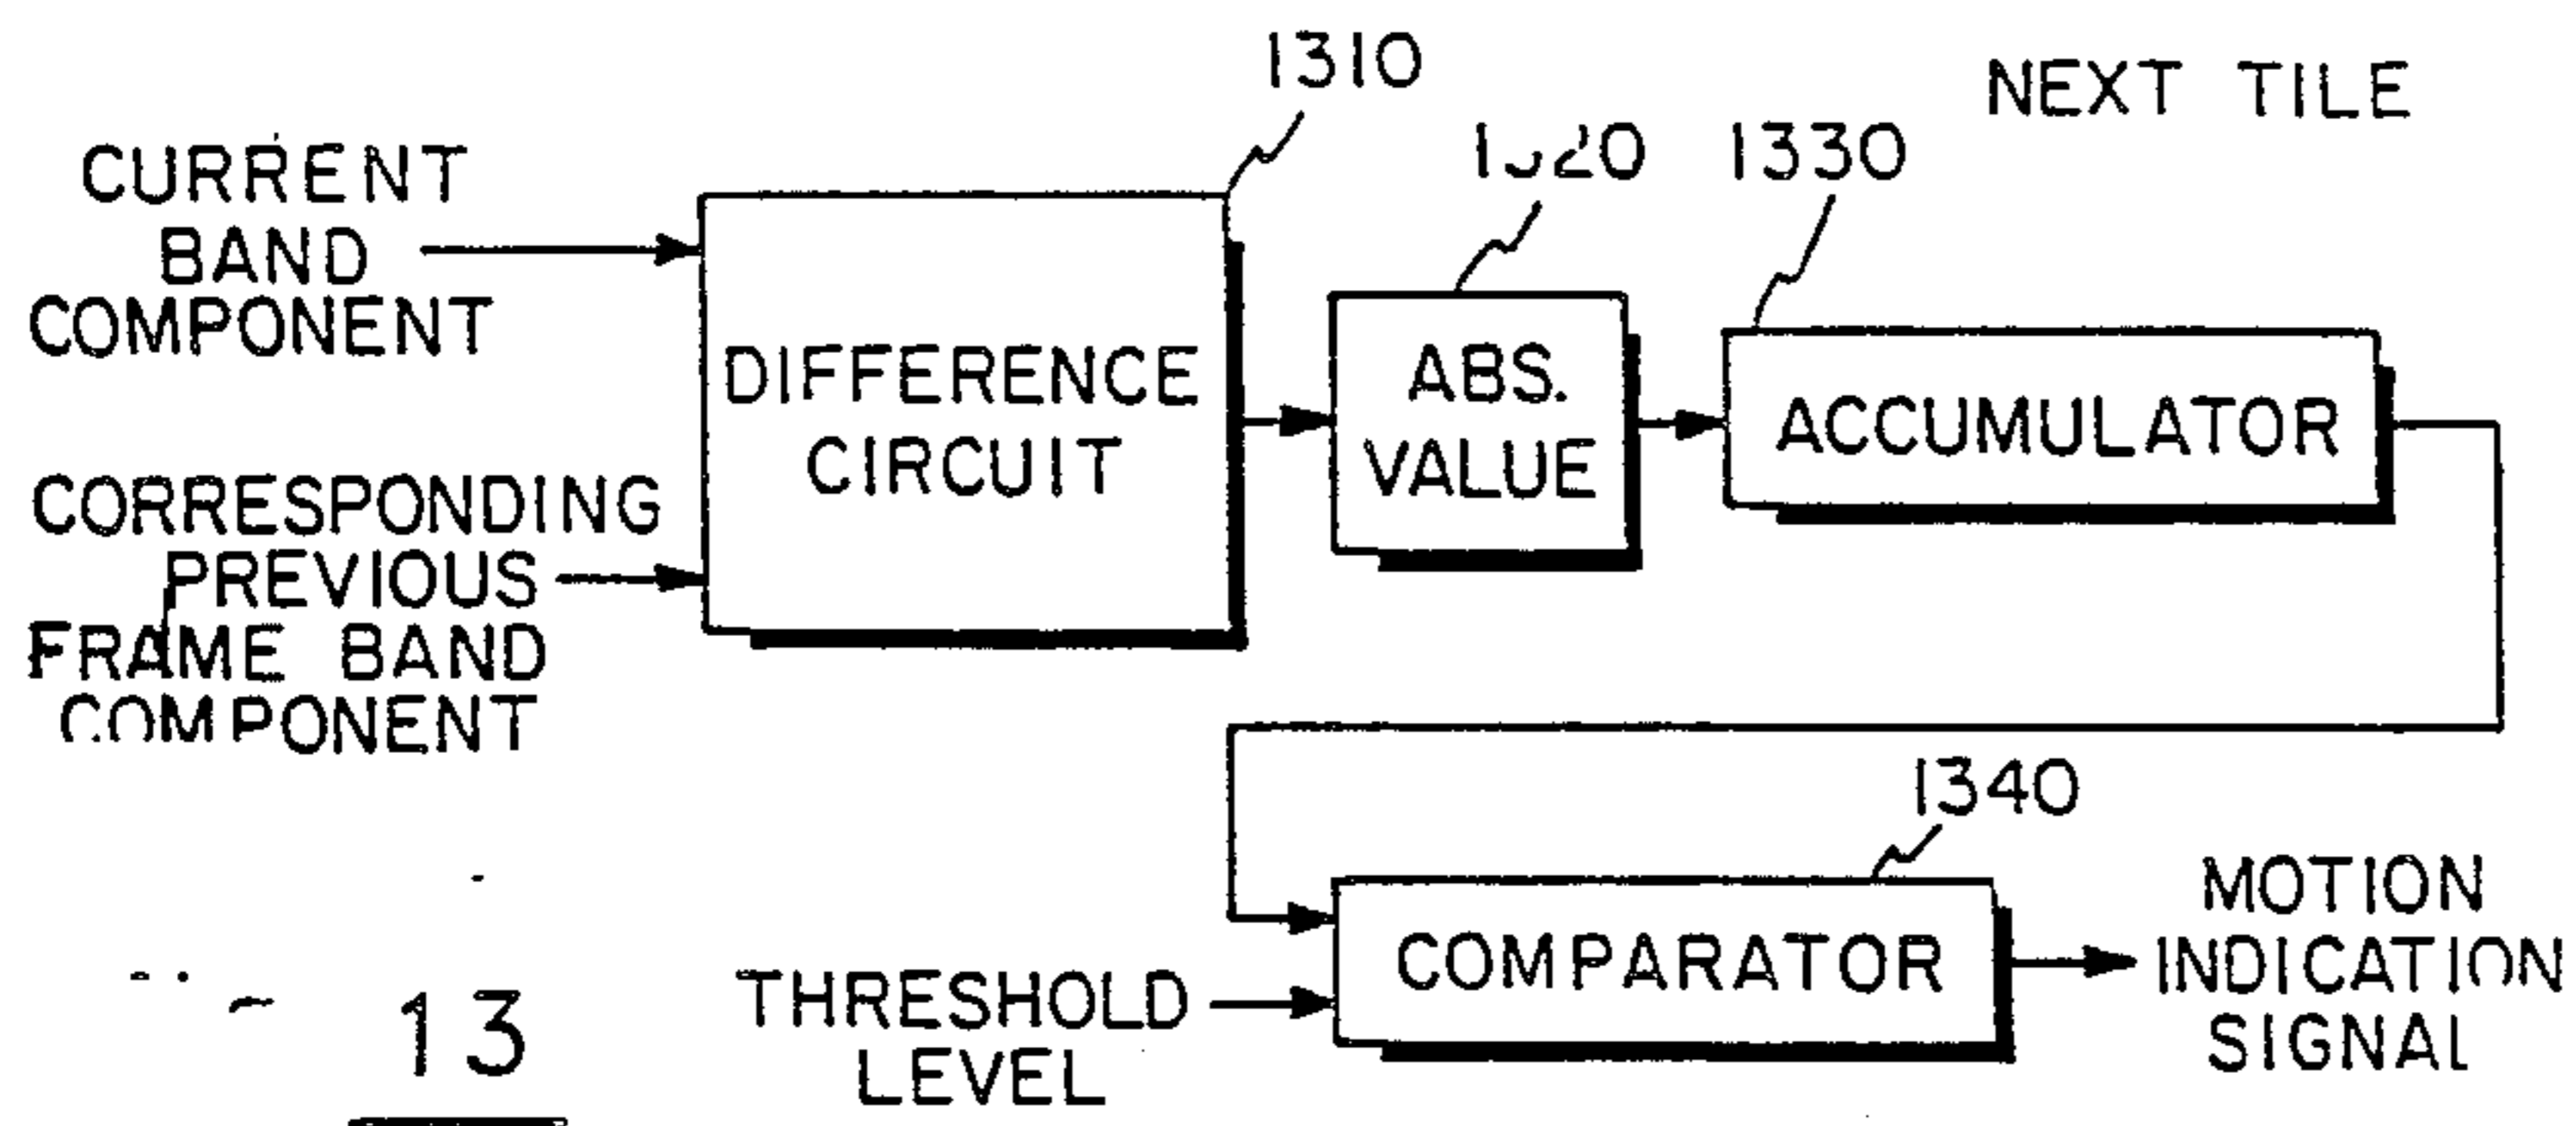 1310
NEXT TILE
1320
1330
CURRENT
BAND
COMPONENT
DIFFERENCE
CIRCUIT
ABS.
VALUE
ACCUMULATOR
CORRESPONDING
PREVIOUS
FRAME BAND
COMPONENT
1340
COMPARATOR
THRESHOLD
LEVEL
MOTION
INDICATION
SIGNAL
13